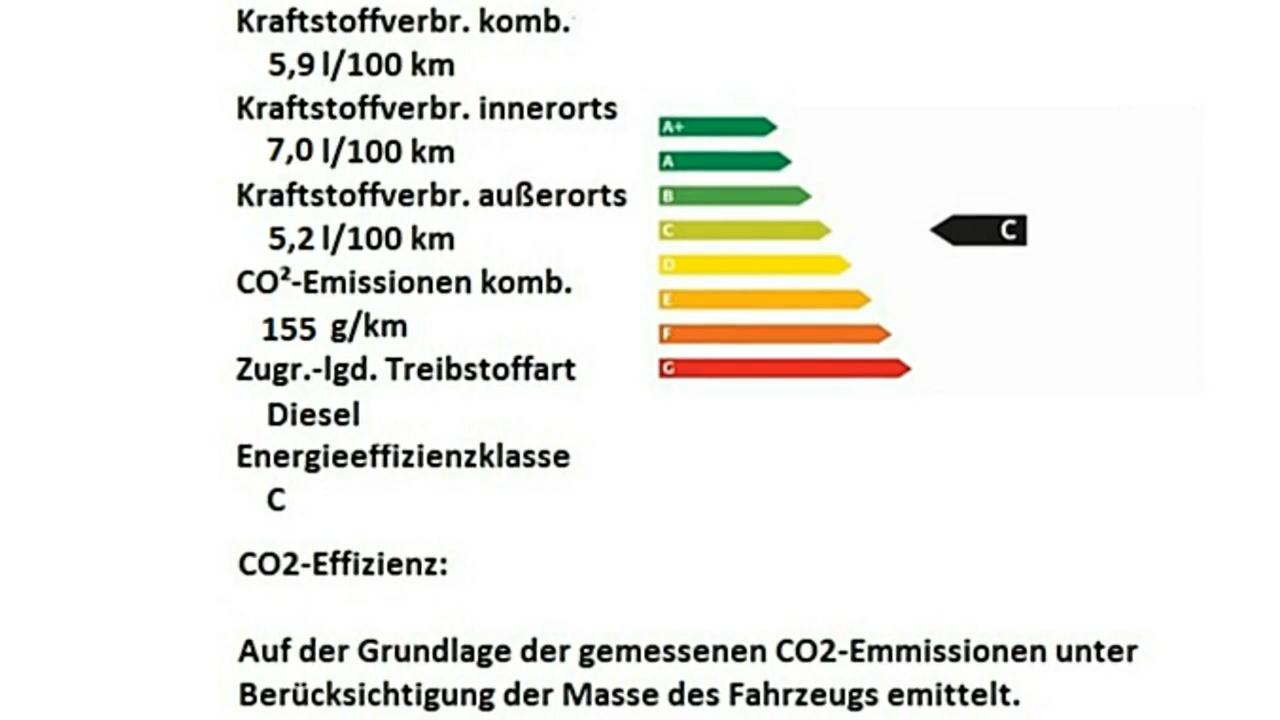 Kraftstoffverbr. komb.
5,9 l/100 km
Kraftstoffverbr. innerorts
7,0 l/100 km
Kraftstoffverbr. außerorts
5,2 l/100 km
CO²-Emissionen komb.
155 g/km
Zugr.-lgd. Treibstoffart
Diesel
Energieeffizienzklasse
C
A+
A
B
C
C
D
E
F
G
CO2-Effizienz:
Auf der Grundlage der gemessenen CO2-Emmissionen unter
Berücksichtigung der Masse des Fahrzeugs emittelt.